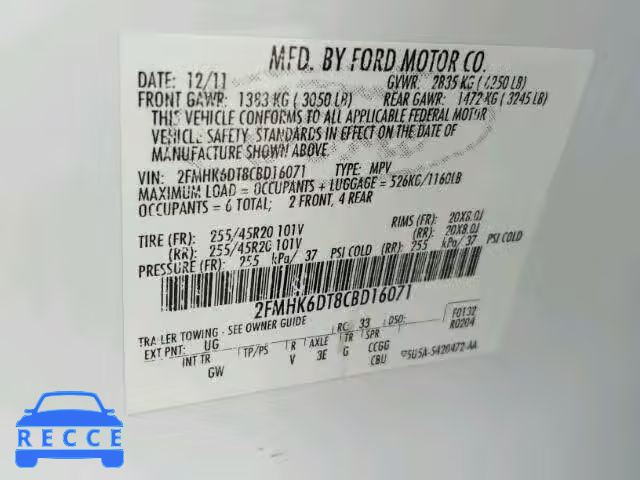 MFD. BY FORD MOTOR CO.
DATE: 12/11 GVWR: 2835 KG ( 6250 LB)
FRONT GAWR: 1383 KG ( 3050 LB) REAR GAWR: 1472 KG ( 3245 LB)
THIS VEHICLE CONFORMS TO ALL APPLICABLE FEDERAL MOTOR
VEHICLE SAFETY STANDARDS IN EFFECT ON THE DATE OF
MANUFACTURE SHOWN ABOVE.
VIN: 2FMHK6DT8CBD16071 TYPE: MPV
MAXIMUM LOAD = OCCUPANTS + LUGGAGE = 526KG/1160LB
OCCUPANTS = 6 TOTAL; 2 FRONT, 4 REAR
TIRE (FR): 255/45R20 101V RIMS (FR): 20X8.0J
(RR): 255/45R20 101V (RR): 20X8.0J
PRESSURE (FR): 255 kPa/ 37 PSI COLD (RR): 255 kPa/ 37 PSI COLD
2FMHK6DT8CBD16071
TRAILER TOWING - SEE OWNER GUIDE RC: 33 DSO: F0132
EXT PNT: UG R AXLE TR SPR R0204
INT TR TP/PS
GW V 3E G CCGG
CBU 5U5A-5420472-AA
RECCE